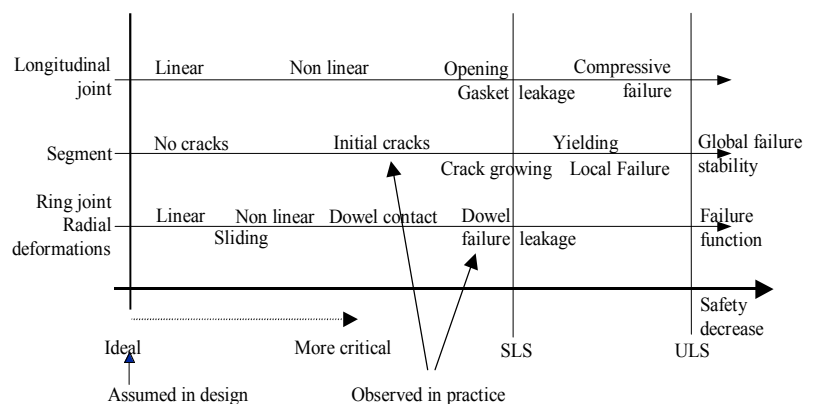 Longitudinal joint Linear Non linear Opening Compressive
Gasket leakage failure
Segment No cracks Initial cracks Yielding Global failure
Crack growing Local Failure stability
Ring joint
Radial Linear Non linear Dowel contact Dowel Failure
deformations Sliding failure leakage function
Safety
decrease
Ideal More critical SLS ULS
Assumed in design Observed in practice